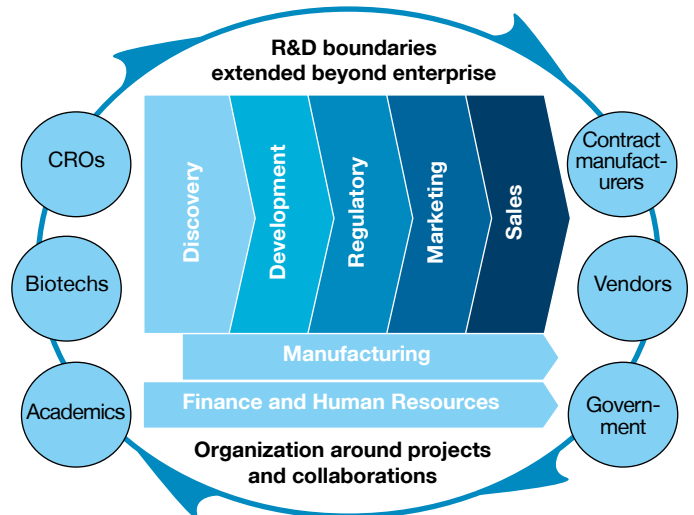 R&D boundaries
extended beyond enterprise
CROs
Biotechs
Academics
Discovery
Development
Regulatory
Marketing
Sales
Contract
manufact-
urers
Vendors
Govern-
ment
Manufacturing
Finance and Human Resources
Organization around projects
and collaborations